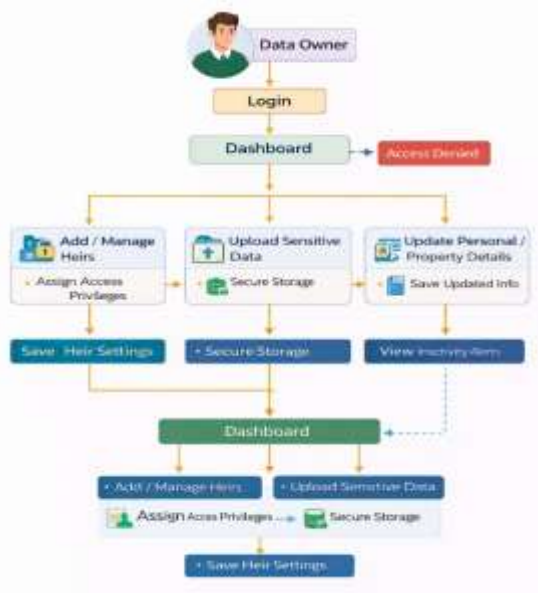 Data Owner
Login
Dashboard
Access Denied
Add / Manage
Heirs
• Assign Access
Privileges
Upload Sensitive
Data
• Secure Storage
Update Personal /
Property Details
• Save Updated Info
Save Heir Settings
• Secure Storage
View Inactivity
Dashboard
• Add / Manage Heirs
• Upload Sensitive Data
Assign Acces Privileges
Secure Storage
• Save Heir Settings